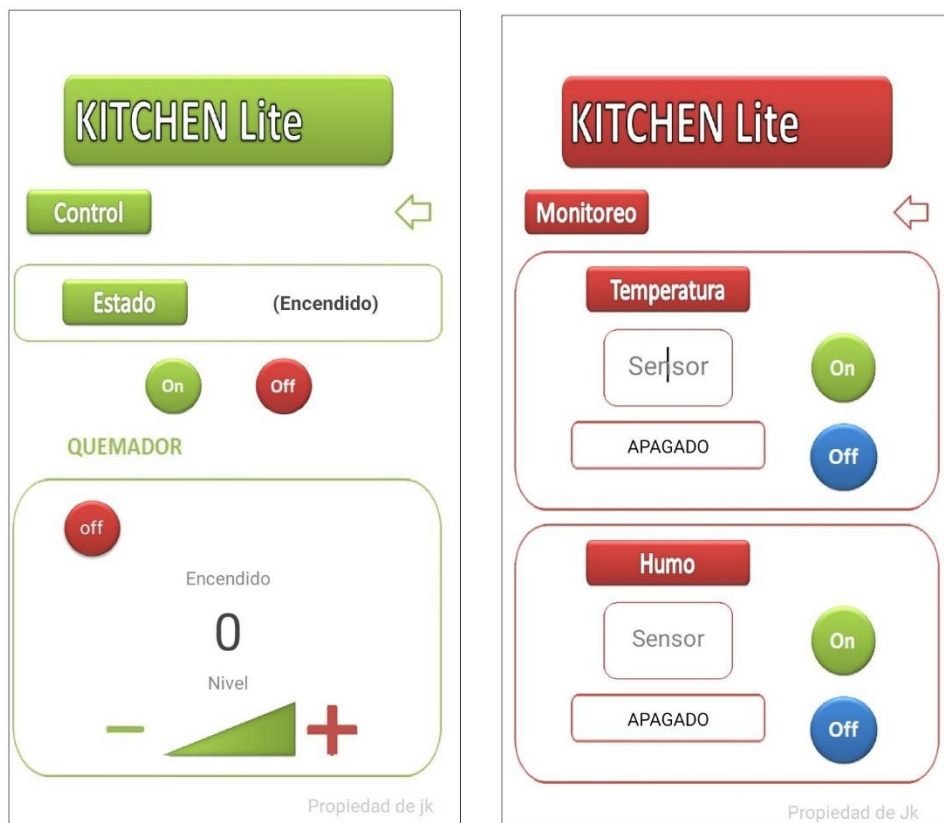 KITCHEN Lite
Control
Estado (Encendido)
On Off
QUEMADOR
off
Encendido
0
Nivel
Propiedad de jk
KITCHEN Lite
Monitoreo
Temperatura
Sensor
On
APAGADO
Off
Humo
Sensor
On
APAGADO
Off
Propiedad de Jk